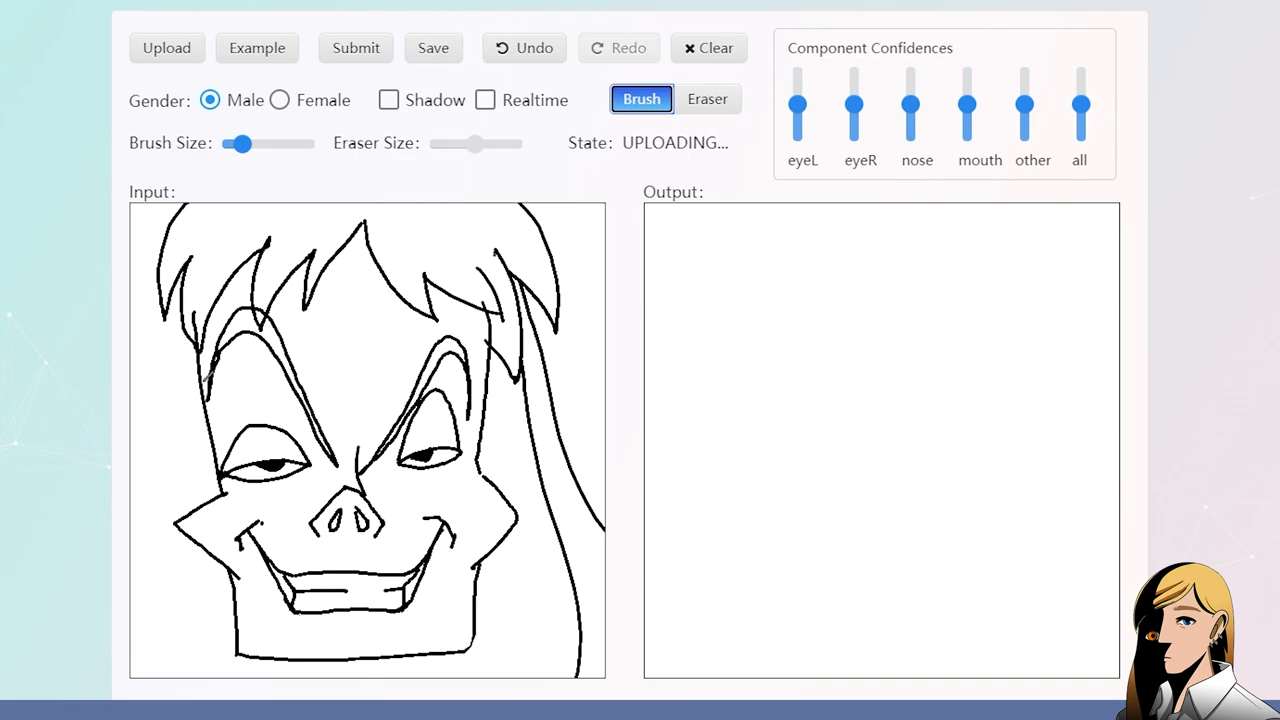 Upload Example Submit Save Undo Redo Clear
Gender: Male Female Shadow Realtime Brush Eraser
Brush Size: Eraser Size: State: UPLOADING...
Component Confidences
eyeL eyeR nose mouth other all
Input: Output: